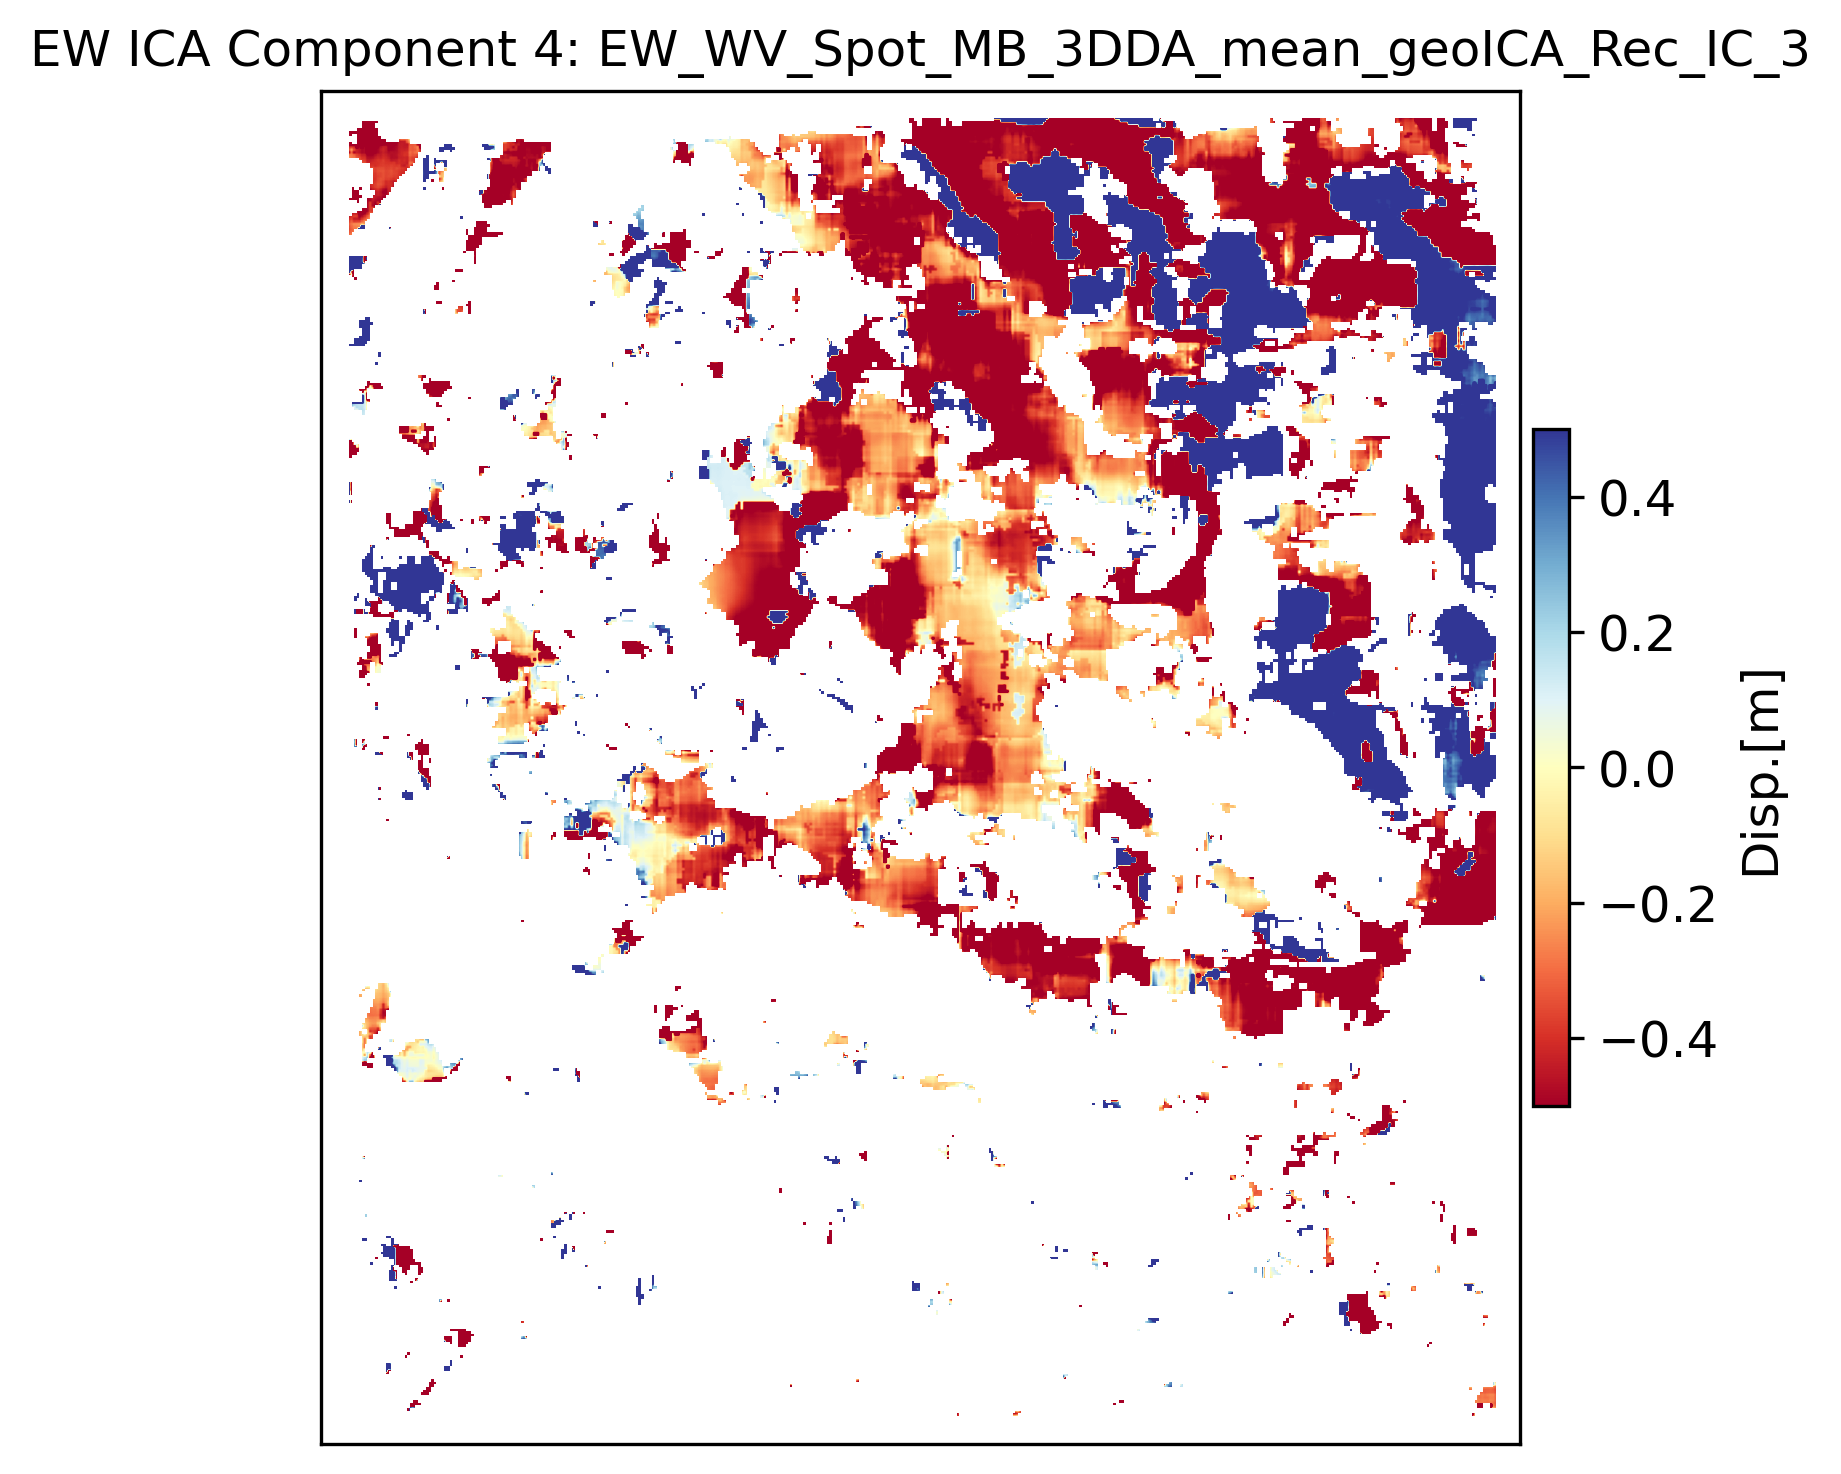 EW ICA Component 4: EW_WV_Spot_MB_3DDA_mean_geoICA_Rec_IC_3
0.4
0.2
0.0
−0.2
−0.4
Disp.[m]